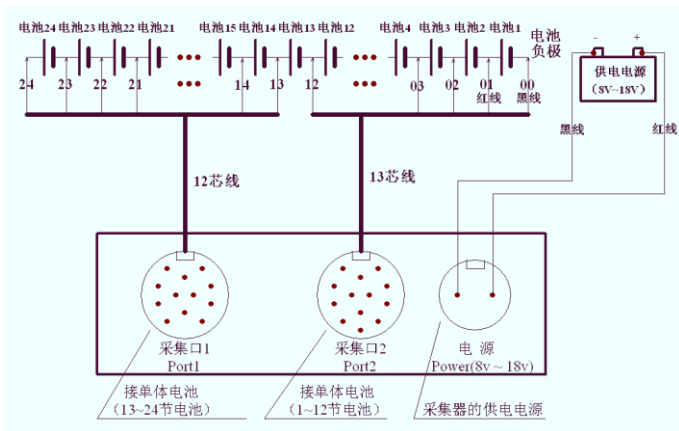 电池24 电池23 电池22 电池21 电池15 电池14 电池13 电池12 电池4 电池3 电池2 电池1 电池
负极
- +
供电电源
（8V~18V）
24 23 22 21 14 13 12 03 02 01 00
红线 黑线
黑线 红线
12芯线 13芯线
采集口1 采集口2 电 源
Port1 Port2 Power(8v ~ 18v)
接单体电池 接单体电池
（13~24节电池） （1~12节电池） 采集器的供电电源